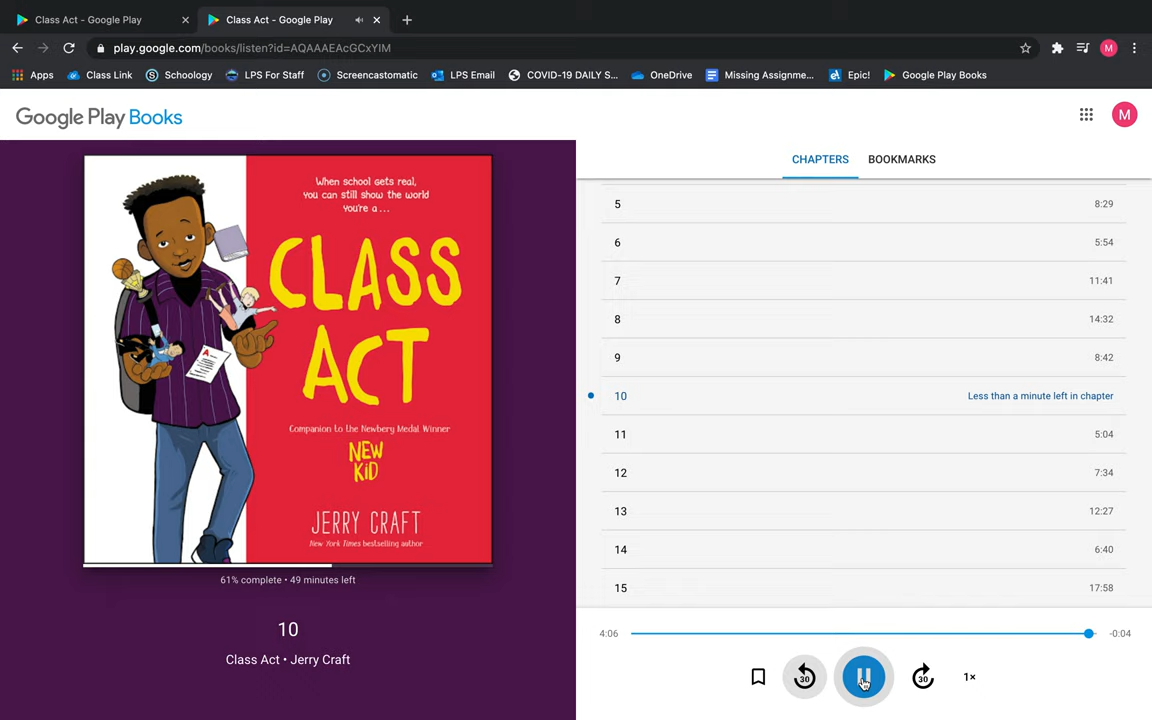 Class Act - Google Play
Class Act - Google Play
play.google.com/books/listen?id=AQAAAEAcGCxYIM
M
Apps
Class Link
Schoology
LPS For Staff
Screencastomatic
LPS Email
COVID-19 DAILY S...
OneDrive
Missing Assignme...
Epic!
Google Play Books
Google Play Books
M
When school gets real,
you can still show the world
you're a ...
CLASS
ACT
Companion to the Newbery Medal Winner
NEW
KID
JERRY CRAFT
New York Times bestselling author
A
61% complete • 49 minutes left
10
Class Act • Jerry Craft
CHAPTERS
BOOKMARKS
5 8:29
6 5:54
7 11:41
8 14:32
9 8:42
10 Less than a minute left in chapter
11 5:04
12 7:34
13 12:27
14 6:40
15 17:58
4:06 -0:04
30
30
1×